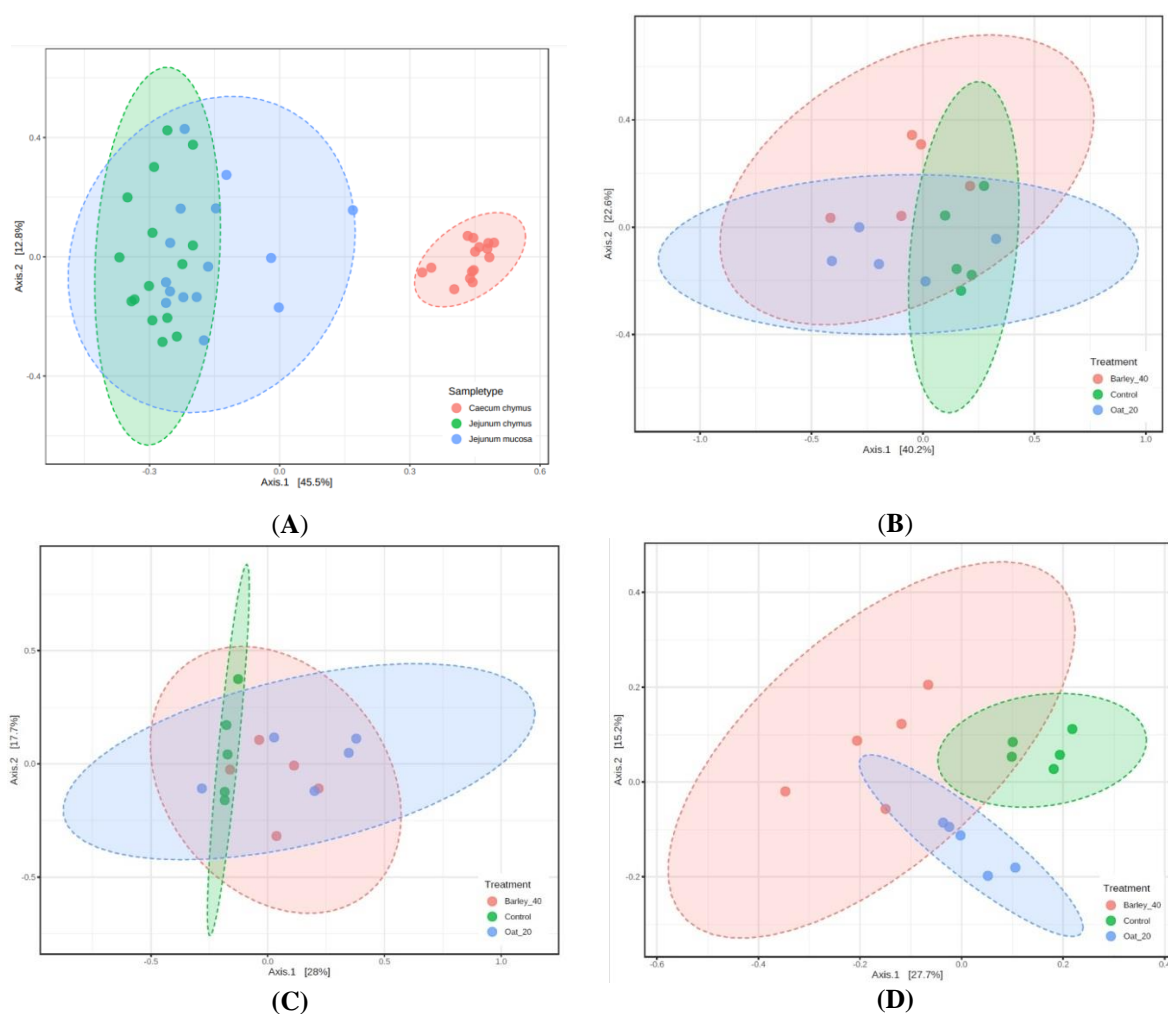 0.4
0.0
-0.4
Axis.2 [12.8%]
-0.3
0.0
0.3
0.6
Axis.1 [45.5%]
Sampletype
Caecum chymus
Jejunum chymus
Jejunum mucosa
(A)
0.4
0.0
-0.4
Axis.2 [22.6%]
-1.0
-0.5
0.0
0.5
1.0
Axis.1 [40.2%]
Treatment
Barley_40
Control
Oat_20
(B)
0.5
0.0
-0.5
Axis.2 [17.7%]
-0.5
0.0
0.5
1.0
Axis.1 [28%]
Treatment
Barley_40
Control
Oat_20
(C)
0.4
0.2
0.0
-0.2
Axis.2 [15.2%]
-0.6
-0.4
-0.2
0.0
0.2
0.4
Axis.1 [27.7%]
Treatment
Barley_40
Control
Oat_20
(D)